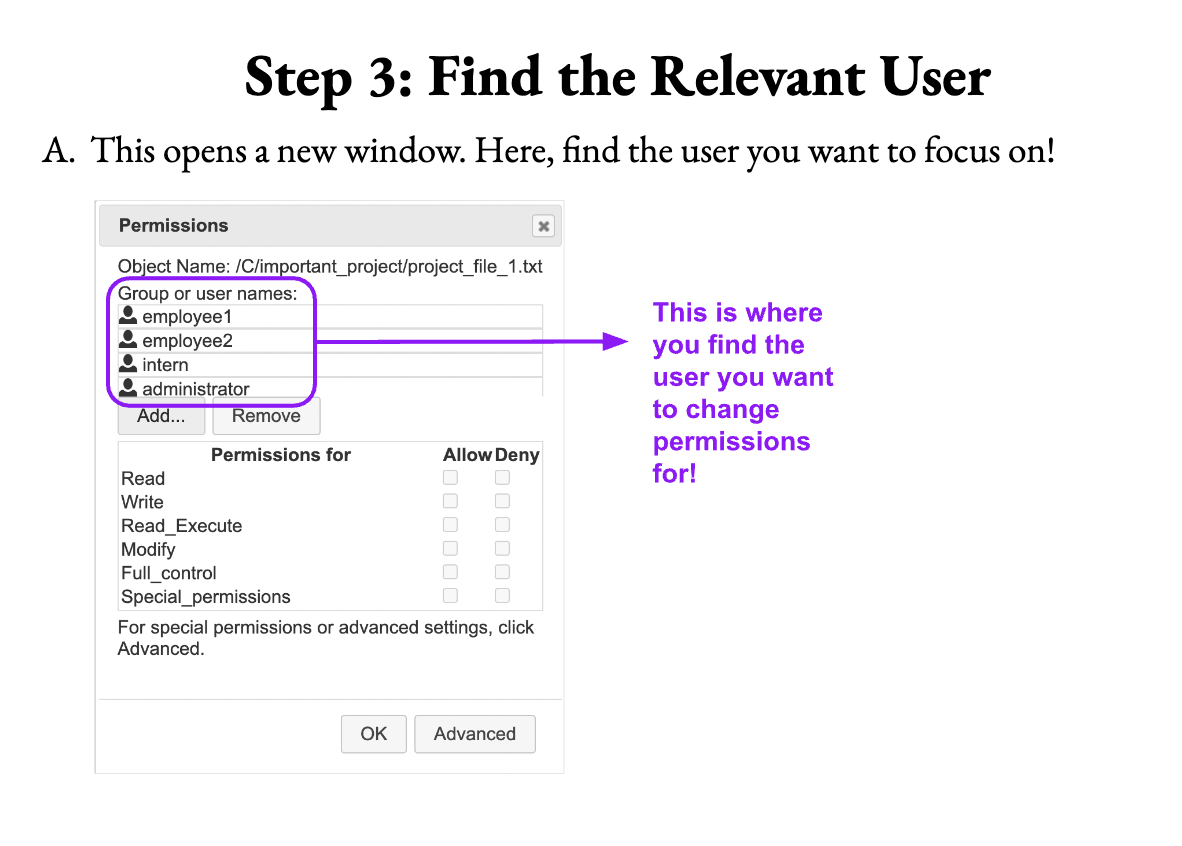 Step 3: Find the Relevant User
A. This opens a new window. Here, find the user you want to focus on!
Permissions
Object Name: /C/important_project/project_file_1.txt
Group or user names:
employee1
employee2
intern
administrator
Add...
Remove
Permissions for Allow Deny
Read
Write
Read_Execute
Modify
Full_control
Special_permissions
For special permissions or advanced settings, click
Advanced.
OK
Advanced
This is where
you find the
user you want
to change
permissions
for!